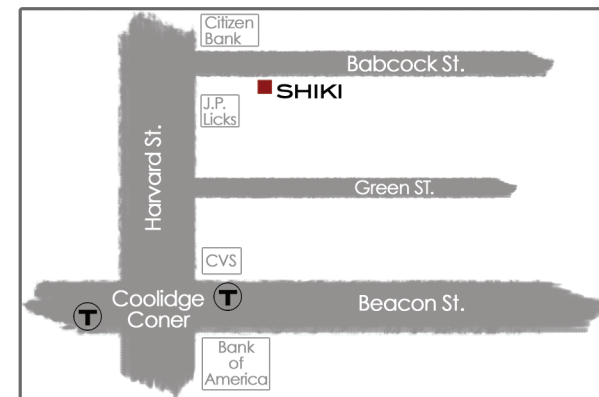 Citizen
Bank
Babcock St.
SHIKI
J.P.
Licks
Harvard St.
Green ST.
CVS
Coolidge
Coner
T
T
Beacon St.
Bank
of
America